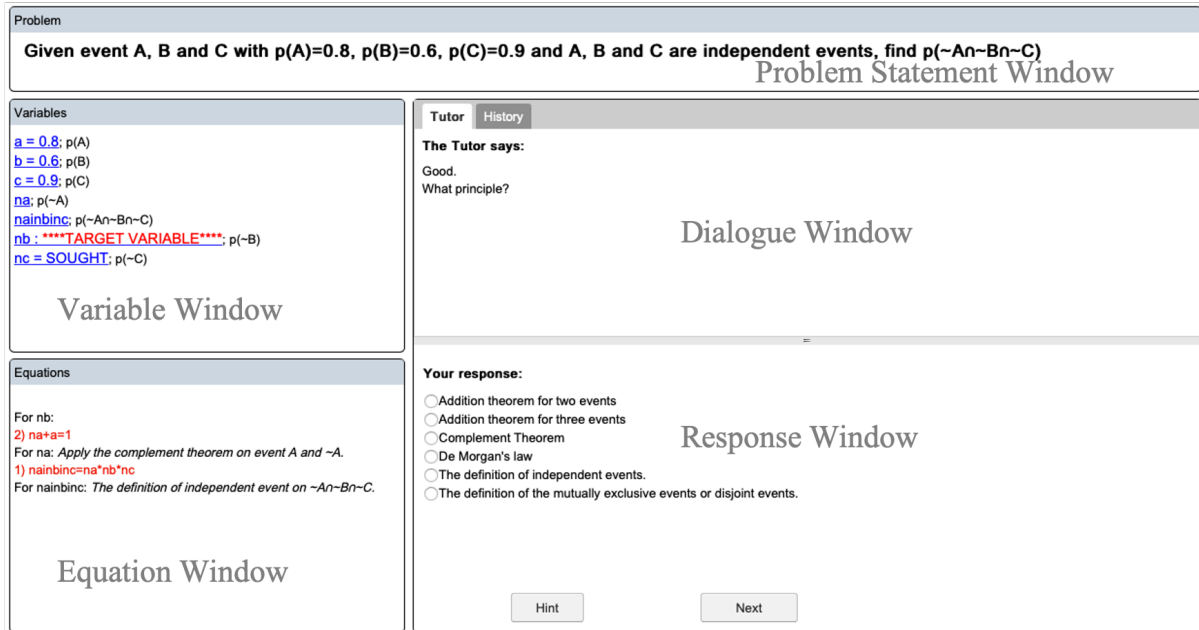 Problem
Given event A, B and C with p(A)=0.8, p(B)=0.6, p(C)=0.9 and A, B and C are independent events, find p(~A∩~B∩~C)
Problem Statement Window
Variables
a = 0.8; p(A)
b = 0.6; p(B)
c = 0.9; p(C)
na; p(~A)
nainbinc; p(~A∩~B∩~C)
nb : ****TARGET VARIABLE****; p(~B)
nc = SOUGHT; p(~C)
Variable Window
Equations
For nb:
2) na+a=1
For na: Apply the complement theorem on event A and ~A.
1) nainbinc=na*nb*nc
For nainbinc: The definition of independent event on ~A∩~B∩~C.
Equation Window
Tutor History
The Tutor says:
Good.
What principle?
Dialogue Window
Your response:
Addition theorem for two events
Addition theorem for three events
Complement Theorem
De Morgan's law
The definition of independent events.
The definition of the mutually exclusive events or disjoint events.
Response Window
Hint Next